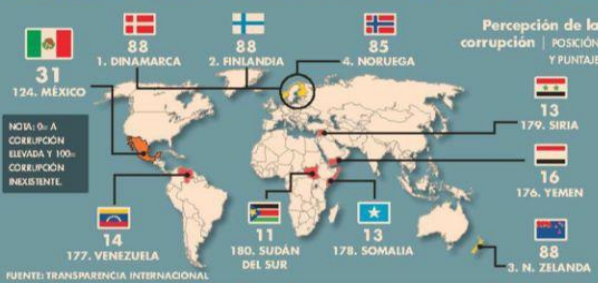 Percepción de la
corrupción | POSICIÓN
Y PUNTAJE
31
124. MÉXICO
88
1. DINAMARCA
88
2. FINLANDIA
85
4. NORUEGA
13
179. SIRIA
16
176. YEMEN
NOTA: 0= A
CORRUPCIÓN
ELEVADA Y 100=
CORRUPCIÓN
INEXISTENTE.
14
177. VENEZUELA
11
180. SUDÁN
DEL SUR
13
178. SOMALIA
88
3. N. ZELANDA
FUENTE: TRANSPARENCIA INTERNACIONAL